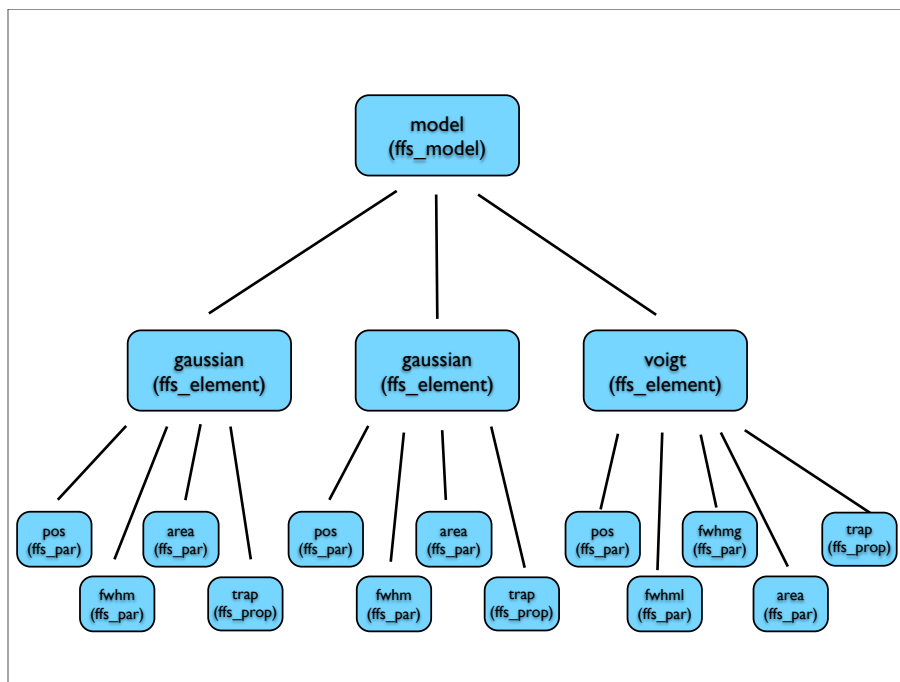 model
(ffs_model)
gaussian
(ffs_element)
gaussian
(ffs_element)
voigt
(ffs_element)
pos
(ffs_par)
area
(ffs_par)
pos
(ffs_par)
area
(ffs_par)
pos
(ffs_par)
fwhmg
(ffs_par)
trap
(ffs_prop)
fwhm
(ffs_par)
trap
(ffs_prop)
fwhm
(ffs_par)
trap
(ffs_prop)
fwhml
(ffs_par)
area
(ffs_par)